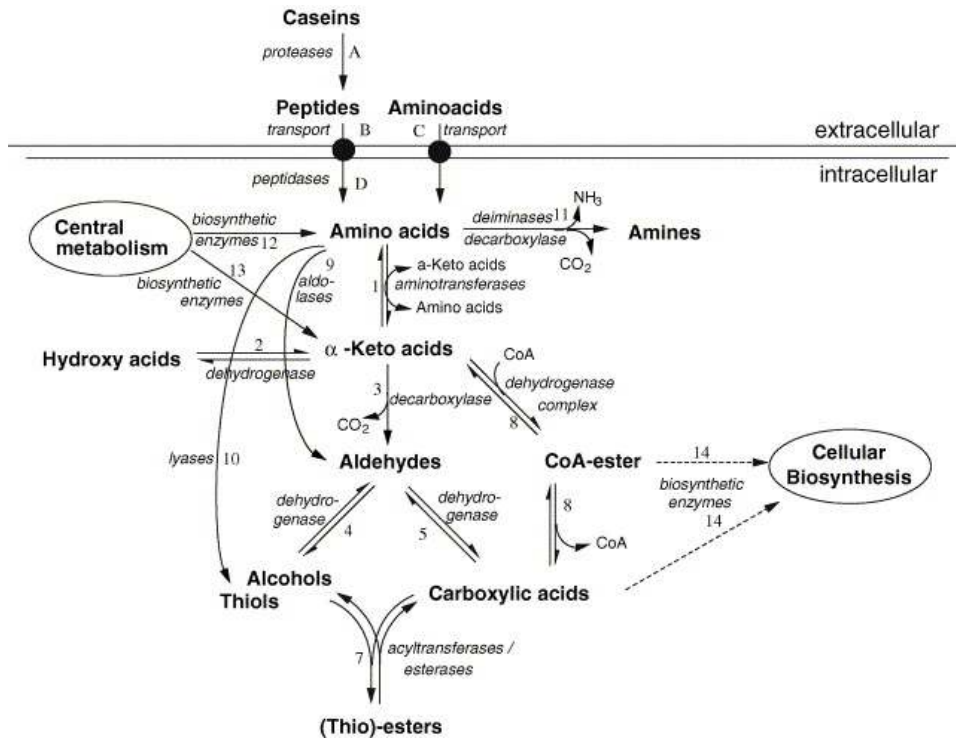 Caseins
proteases A
Peptides Aminoacids
transport B C transport
extracellular
intracellular
peptidases D
Central
metabolism
biosynthetic
enzymes 12
Amino acids
deiminases 11
decarboxylase
NH3
CO2
Amines
13
biosynthetic
enzymes
9
aldo-
lases
1
a-Keto acids
aminotransferases
Amino acids
Hydroxy acids
2
dehydrogenase
α -Keto acids
CoA
dehydrogenase
complex
8
3
decarboxylase
CO2
lyases 10
Aldehydes
CoA-ester
14
biosynthetic
enzymes
14
Cellular
Biosynthesis
dehydro-
genase
4
dehydro-
genase
5
8
CoA
Alcohols
Thiols
Carboxylic acids
7
acyltransferases /
esterases
(Thio)-esters